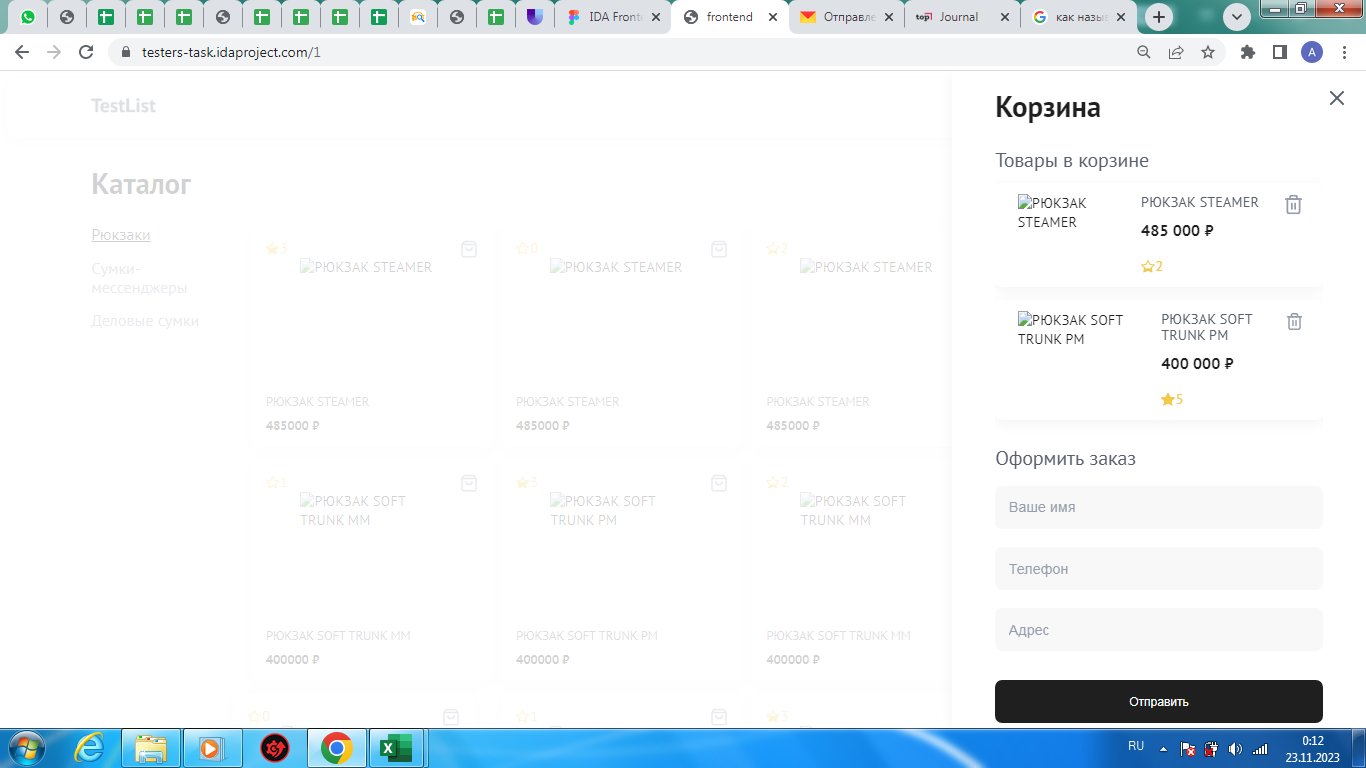 IDA Front
frontend
Отправле
top1 Journal
как назы
testers-task.idaproject.com/1
A
TestList
Каталог
Рюкзаки
Сумки-
мессенджеры
Деловые сумки
3
РЮКЗАК STEAMER
РЮКЗАК STEAMER
485000 ₽
0
РЮКЗАК STEAMER
РЮКЗАК STEAMER
485000 ₽
2
РЮКЗАК STEAMER
РЮКЗАК STEAMER
485000 ₽
1
РЮКЗАК SOFT
TRUNK MM
РЮКЗАК SOFT TRUNK MM
400000 ₽
3
РЮКЗАК SOFT
TRUNK PM
РЮКЗАК SOFT TRUNK PM
400000 ₽
2
РЮКЗАК SOFT
TRUNK MM
РЮКЗАК SOFT TRUNK MM
400000 ₽
0
1
3
Корзина
Товары в корзине
РЮКЗАК
STEAMER
РЮКЗАК STEAMER
485 000 ₽
2
РЮКЗАК SOFT
TRUNK PM
РЮКЗАК SOFT
TRUNK PM
400 000 ₽
5
Оформить заказ
Ваше имя
Телефон
Адрес
Отправить
RU
0:12
23.11.2023